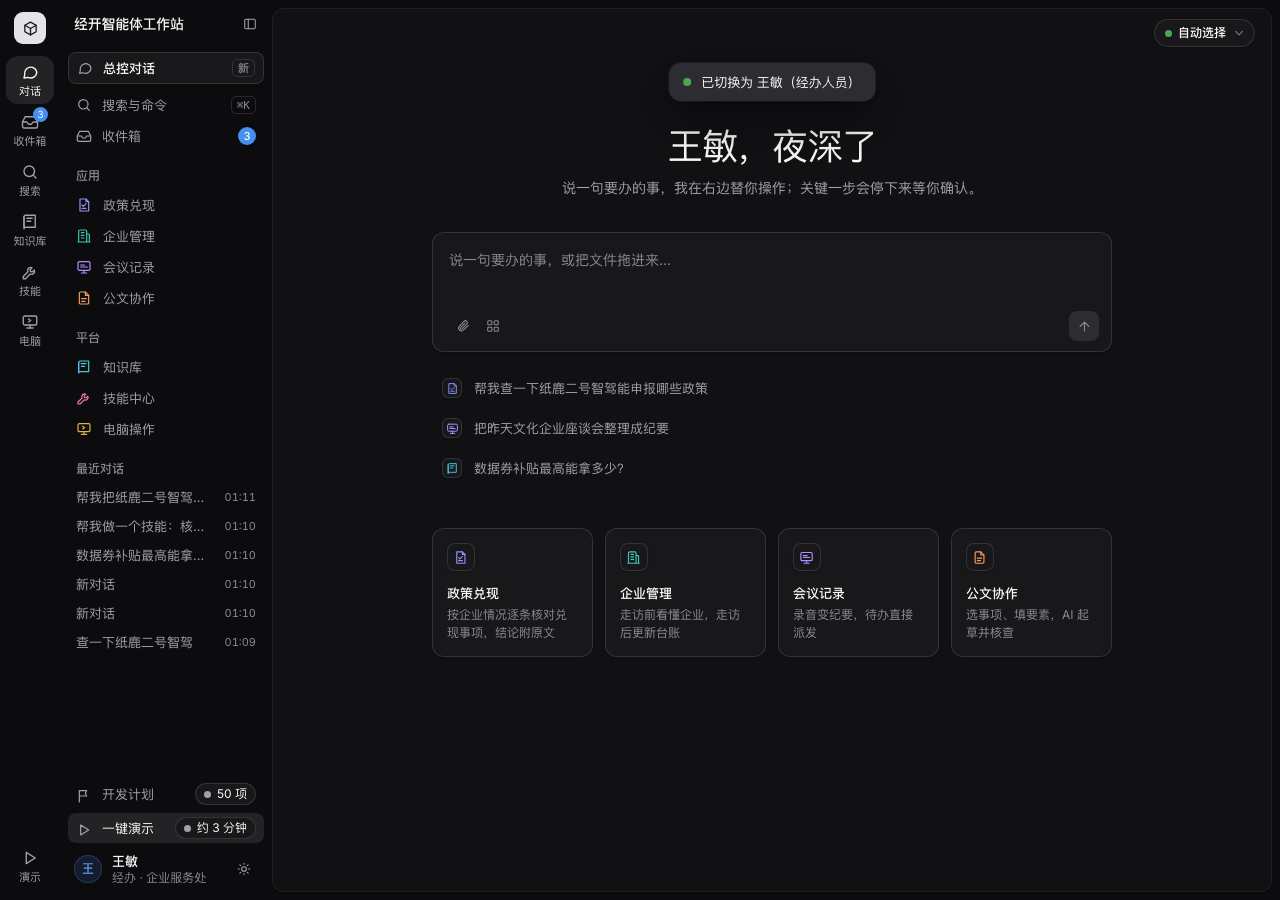 对话
3
收件箱
搜索
知识库
技能
电脑
演示
经开智能体工作站
总控对话 新
搜索与命令 ⌘K
收件箱 3
应用
政策兑现
企业管理
会议记录
公文协作
平台
知识库
技能中心
电脑操作
最近对话
帮我把纸鹿二号智驾... 01:11
帮我做一个技能：核... 01:10
数据券补贴最高能拿... 01:10
新对话 01:10
新对话 01:10
查一下纸鹿二号智驾 01:09
开发计划 50 项
一键演示 约 3 分钟
王 王敏
经办 · 企业服务处
自动选择
已切换为 王敏（经办人员）
王敏，夜深了
说一句要办的事，我在右边替你操作；关键一步会停下来等你确认。
说一句要办的事，或把文件拖进来...
帮我查一下纸鹿二号智驾能申报哪些政策
把昨天文化企业座谈会整理成纪要
数据券补贴最高能拿多少？
政策兑现
按企业情况逐条核对兑
现事项，结论附原文
企业管理
走访前看懂企业，走访
后更新台账
会议记录
录音变纪要，待办直接
派发
公文协作
选事项、填要素，AI 起
草并核查